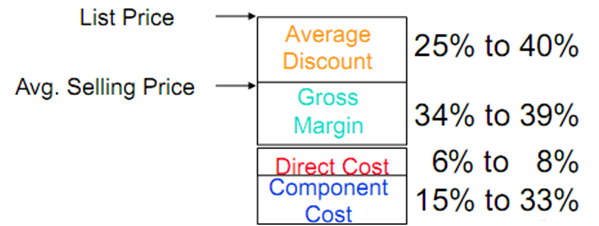 List Price
Average
Discount
25% to 40%
Avg. Selling Price
Gross
Margin
34% to 39%
Direct Cost
6% to 8%
Component
Cost
15% to 33%